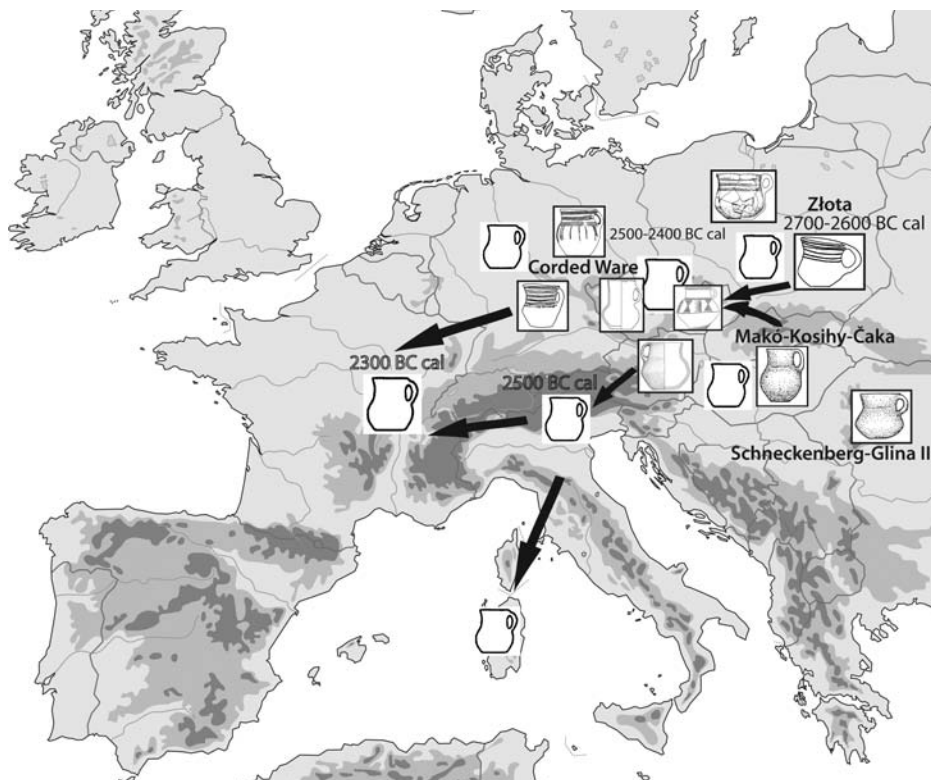 Złota
2700-2600 BC cal
2500-2400 BC cal
Corded Ware
Makó-Kosihy-Čaka
2300 BC cal
2500 BC cal
Schneckenberg-Glina II